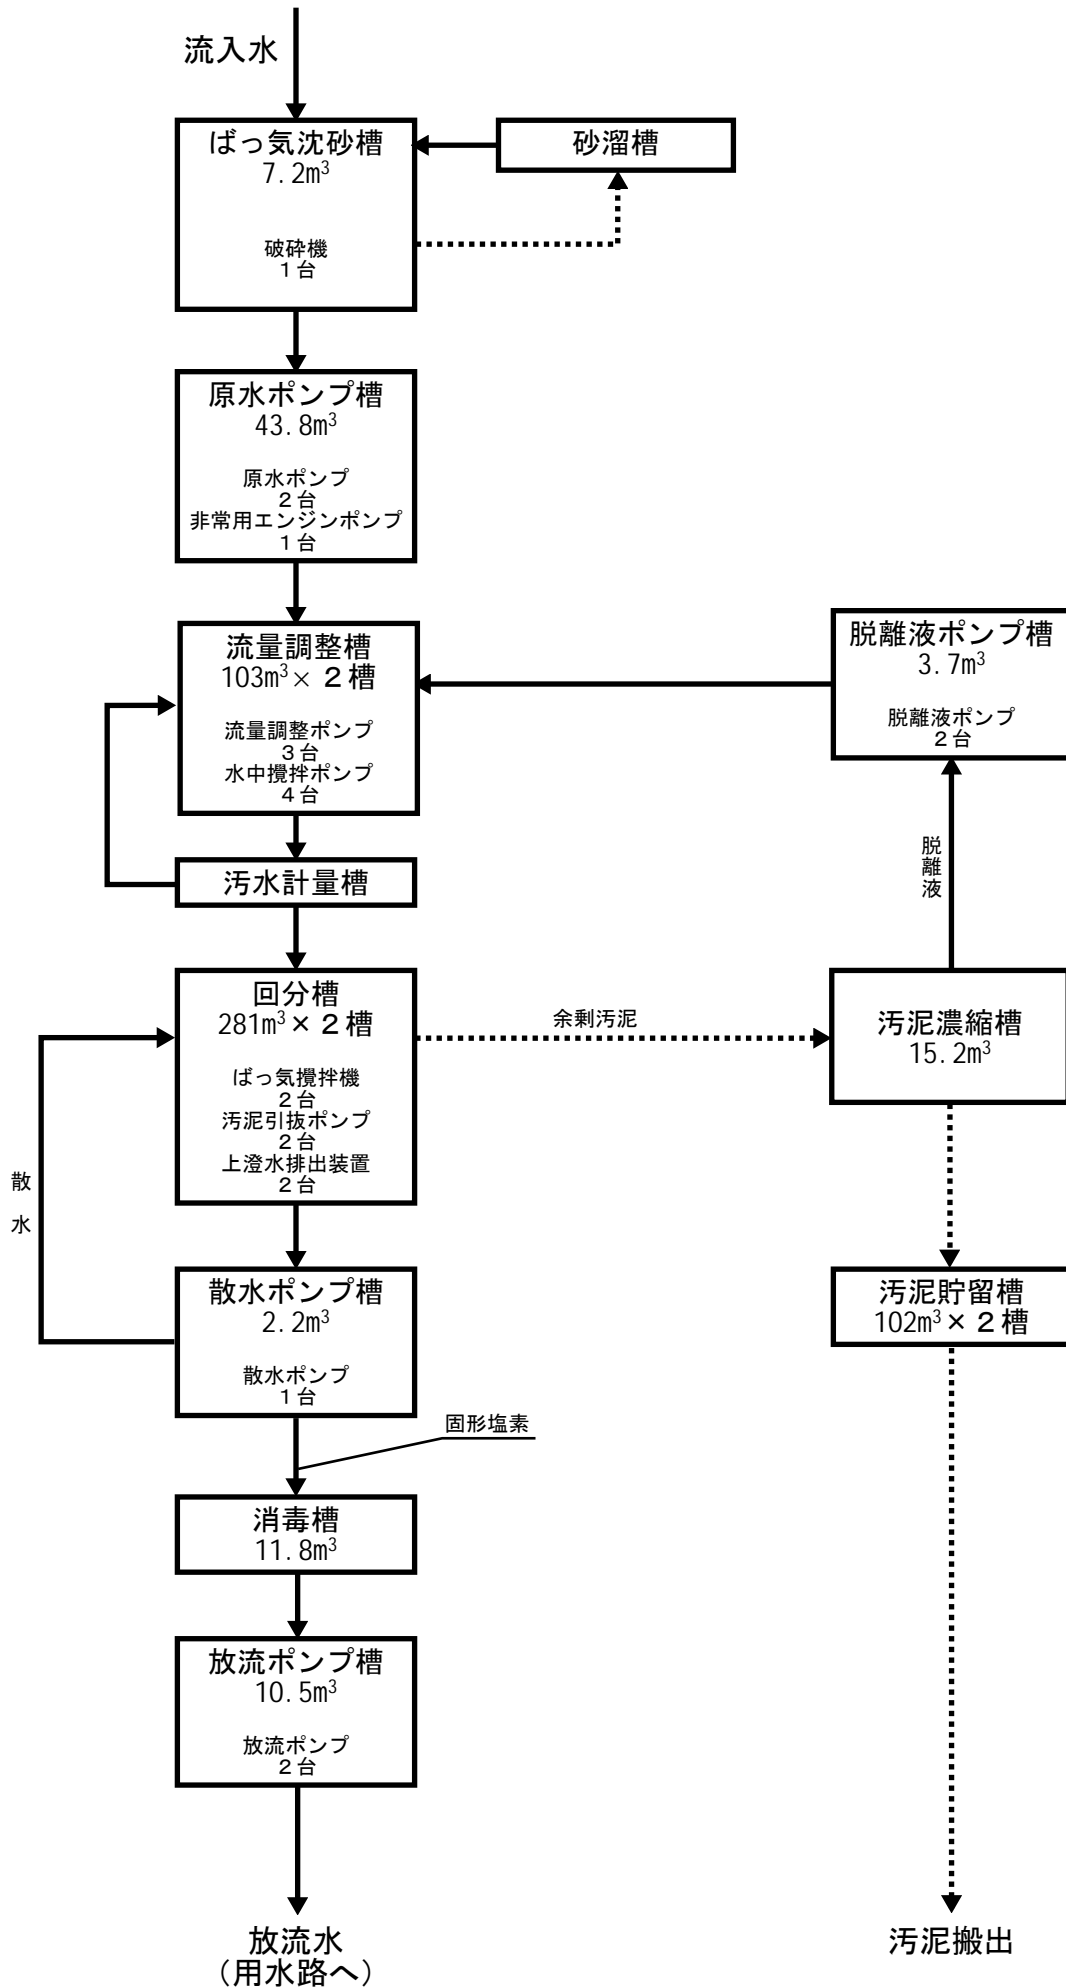 流入水
ばっ気沈砂槽
7.2m³
破砕機
１台
砂溜槽
原水ポンプ槽
43.8m³
原水ポンプ
２台
非常用エンジンポンプ
１台
流量調整槽
103m³× ２槽
流量調整ポンプ
３台
水中攪拌ポンプ
４台
脱離液ポンプ槽
3.7m³
脱離液ポンプ
２台
脱離液
汚水計量槽
回分槽
281m³× ２槽
ばっ気攪拌機
２台
汚泥引抜ポンプ
２台
上澄水排出装置
２台
余剰汚泥
汚泥濃縮槽
15.2m³
散水
散水ポンプ槽
2.2m³
散水ポンプ
１台
汚泥貯留槽
102m³× ２槽
固形塩素
消毒槽
11.8m³
放流ポンプ槽
10.5m³
放流ポンプ
２台
放流水
（用水路へ）
汚泥搬出